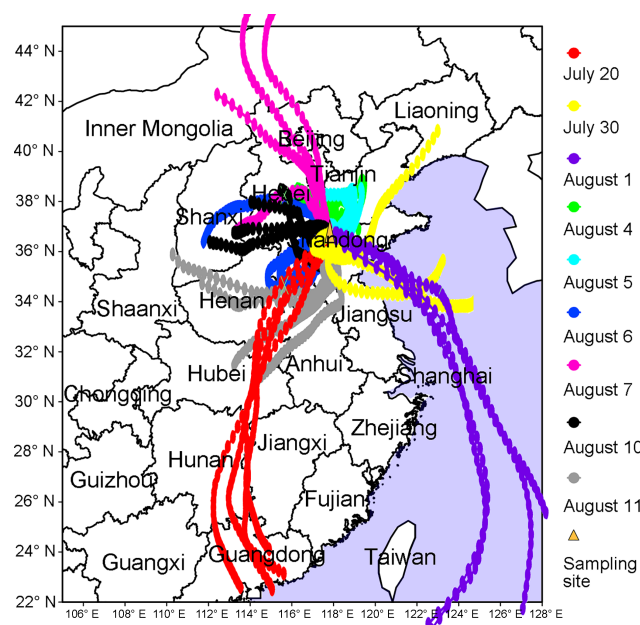 44° N
42° N
40° N
38° N
36° N
34° N
32° N
30° N
28° N
26° N
24° N
22° N
106° E
108° E
110° E
112° E
114° E
116° E
118° E
120° E
122° E
124° E
126° E
128° E
Liaoning
Inner Mongolia
Beijing
Tianjin
Hebei
Shanxi
Shandong
Shaanxi
Henan
Jiangsu
Anhui
Hubei
Shanghai
Chongqing
Zhejiang
Jiangxi
Hunan
Guizhou
Fujian
Guangxi
Guangdong
Taiwan
July 20
July 30
August 1
August 4
August 5
August 6
August 7
August 10
August 11
Sampling
site